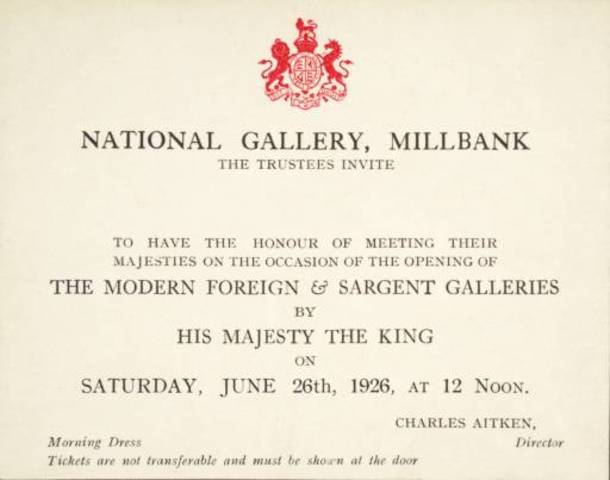 NATIONAL GALLERY, MILLBANK
THE TRUSTEES INVITE
TO HAVE THE HONOUR OF MEETING THEIR
MAJESTIES ON THE OCCASION OF THE OPENING OF
THE MODERN FOREIGN & SARGENT GALLERIES
BY
HIS MAJESTY THE KING
ON
SATURDAY, JUNE 26th, 1926, AT 12 NOON.
CHARLES AITKEN,
Morning Dress Director
Tickets are not transferable and must be shown at the door